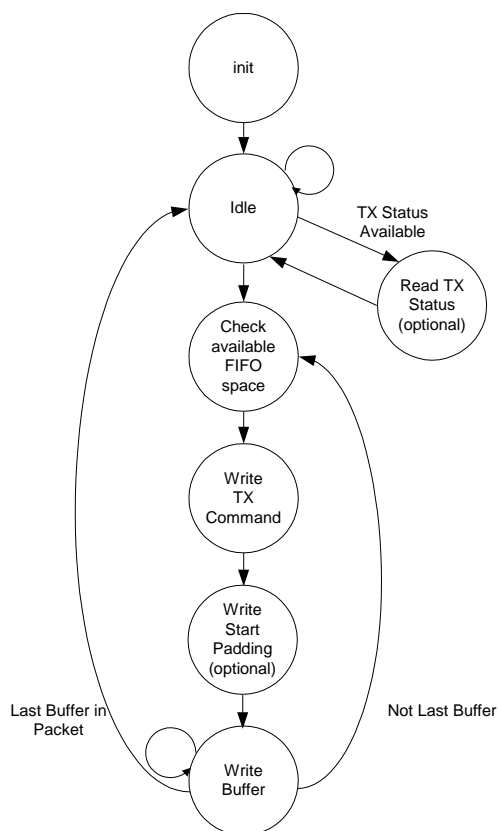 init
Idle
TX Status
Available
Read TX
Status
(optional)
Check
available
FIFO
space
Write
TX
Command
Write
Start
Padding
(optional)
Last Buffer in
Packet
Not Last Buffer
Write
Buffer